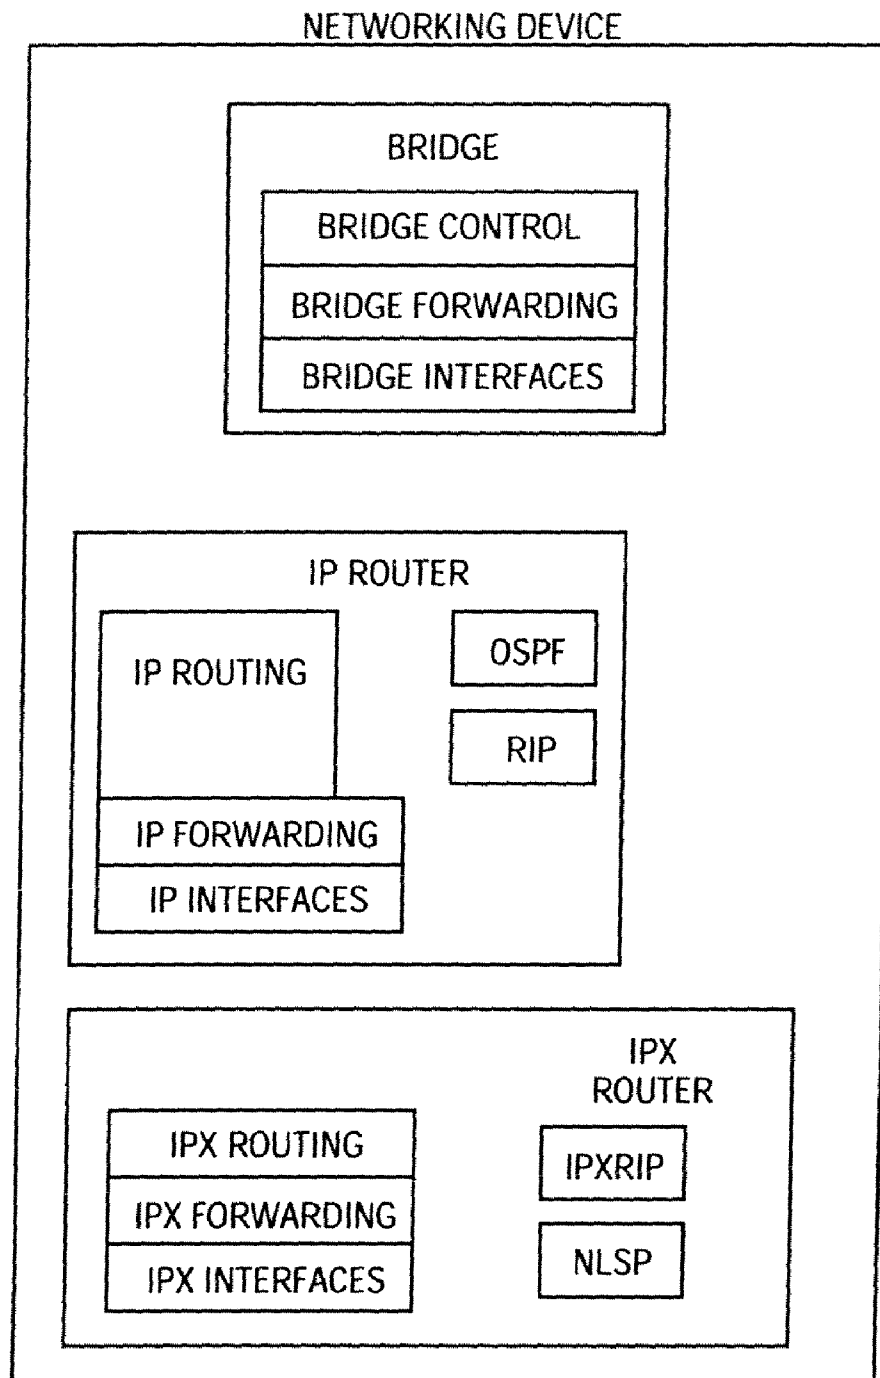 NETWORKING DEVICE
BRIDGE
BRIDGE CONTROL
BRIDGE FORWARDING
BRIDGE INTERFACES
IP ROUTER
IP ROUTING
OSPF
RIP
IP FORWARDING
IP INTERFACES
IPX
ROUTER
IPX ROUTING
IPXRIP
IPX FORWARDING
NLSP
IPX INTERFACES